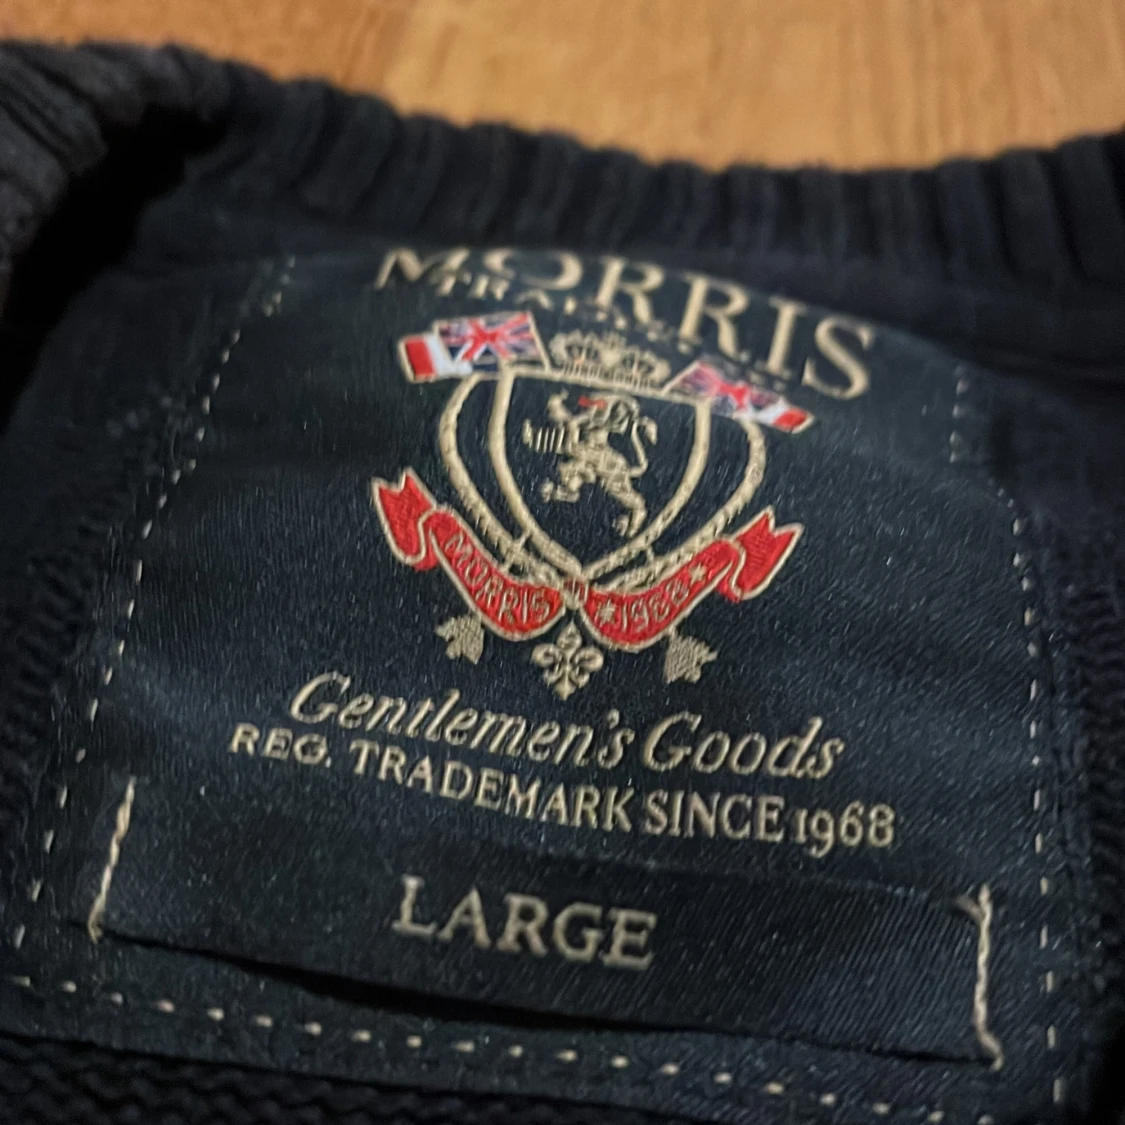 MORRIS
MORRIS *1968*
Gentlemen's Goods
REG. TRADEMARK SINCE 1968
LARGE